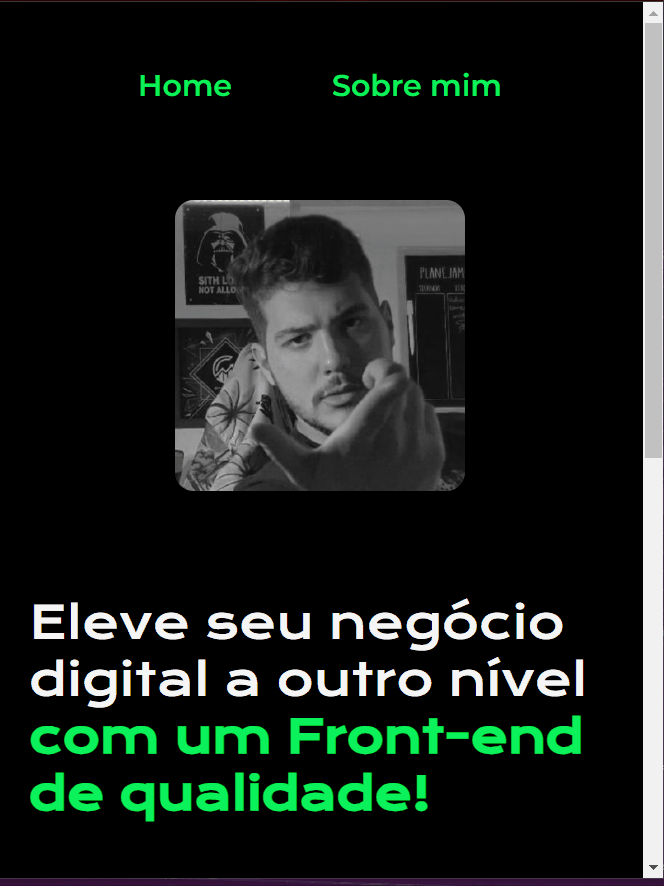 Home Sobre mim
SITH LO
NOT ALLO
PLANEJAM
Eleve seu negócio
digital a outro nível
com um Front-end
de qualidade!